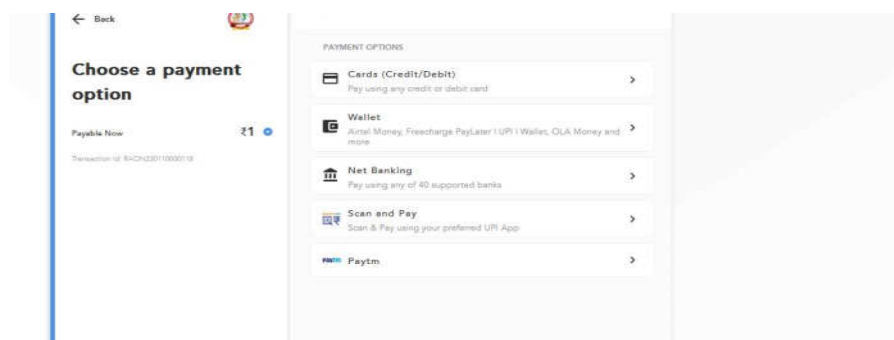 Back
Choose a payment
option
Payable Now ₹1
PAYMENT OPTIONS
Cards (Credit/Debit)
Pay using any credit or debit card
Wallet
Airtel Money, Freecharge PayLater | UPI | Wallet, OLA Money and
more
Net Banking
Pay using any of 40 supported banks
Scan and Pay
Scan & Pay using your preferred UPI App
Paytm Paytm